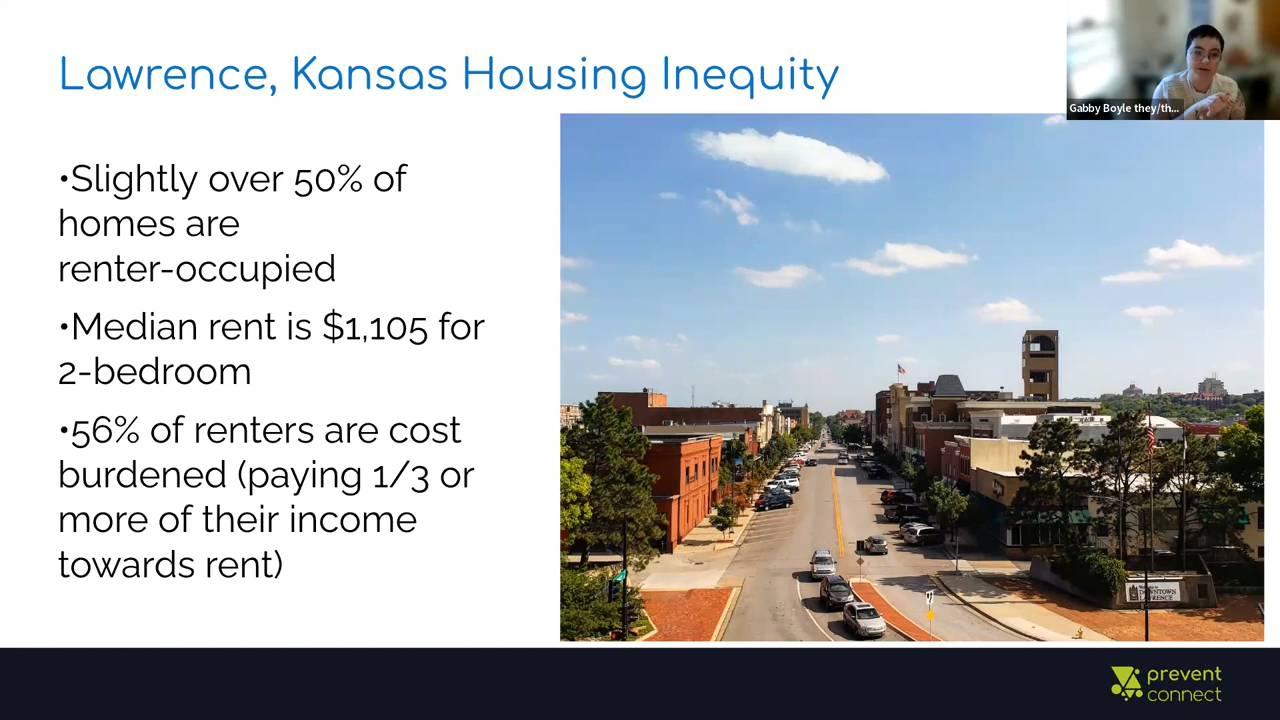 Lawrence, Kansas Housing Inequity
Gabby Boyle they/th...
•Slightly over 50% of
homes are
renter-occupied
•Median rent is $1,105 for
2-bedroom
•56% of renters are cost
burdened (paying 1/3 or
more of their income
towards rent)
DOWNTOWN
LAWRENCE
prevent
connect